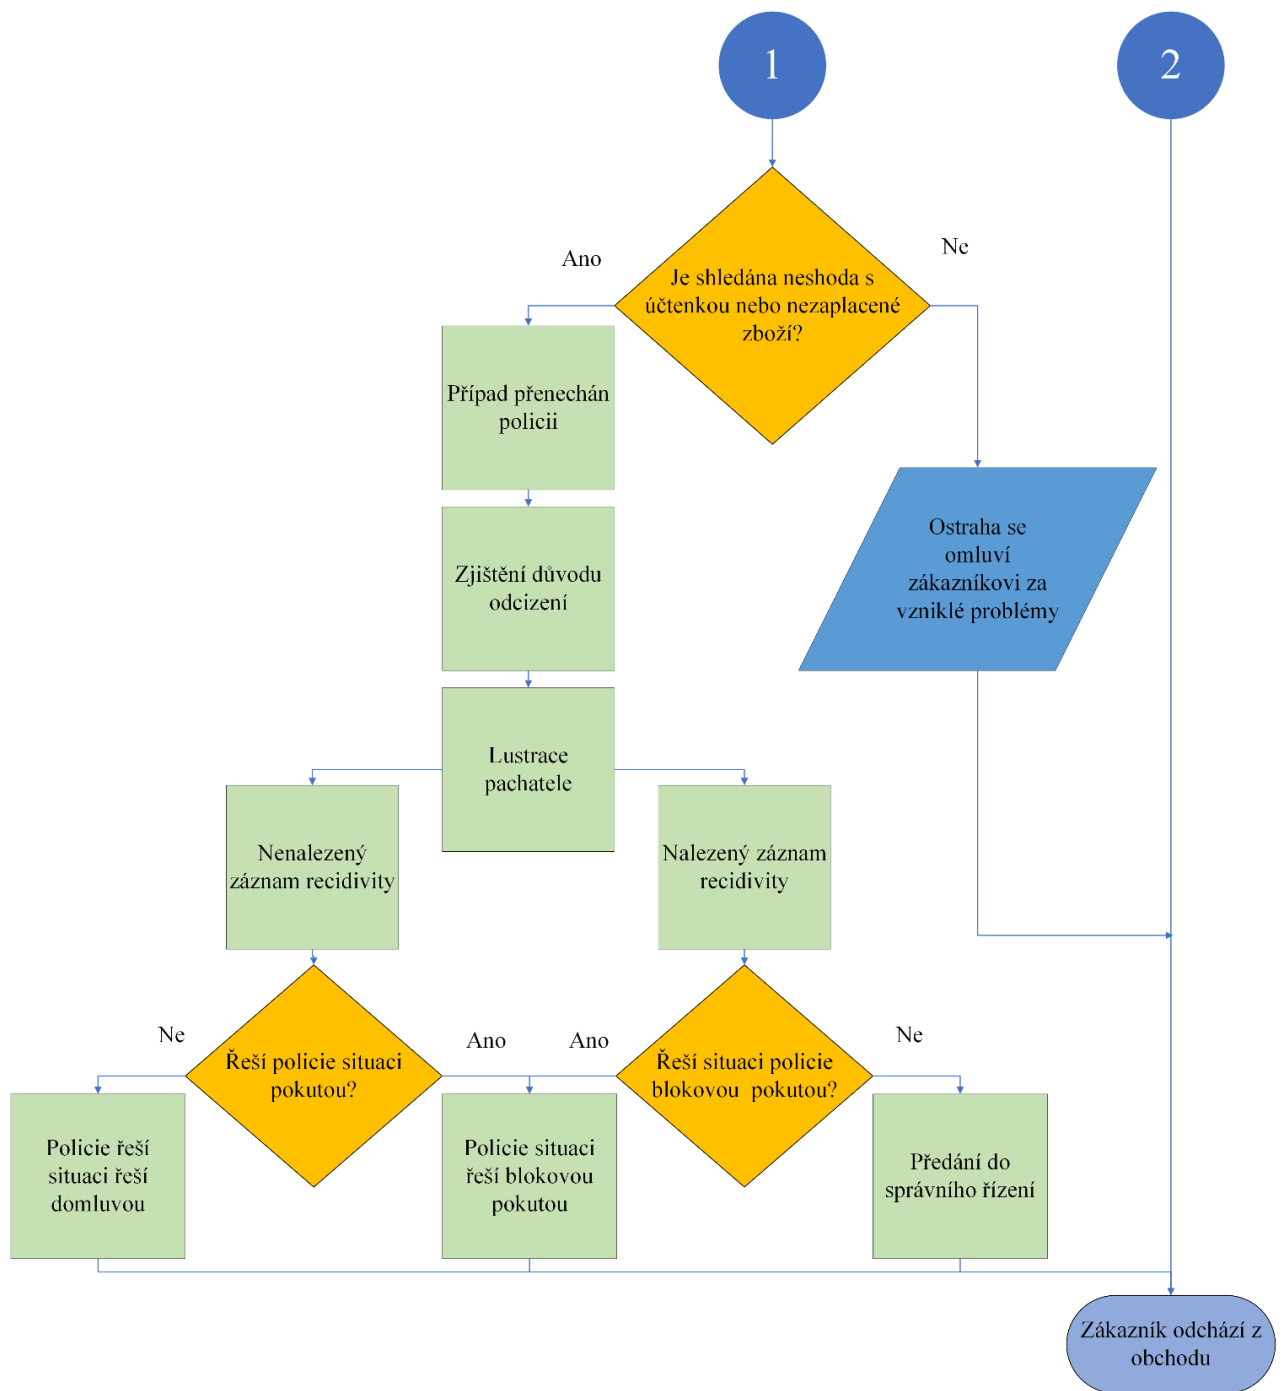 1
2
Ano
Ne
Je shledána neshoda s
účtenkou nebo nezaplacené
zboží?
Případ přenechán
policii
Ostraha se
omluví
zákazníkovi za
vzniklé problémy
Zjištění důvodu
odcizení
Lustrace
pachatele
Nenalezený
záznam recidivity
Nalezený záznam
recidivity
Ne
Řeší policie situaci
pokutou?
Ano
Ano
Řeší situaci policie
blokovou  pokutou?
Ne
Policie řeší
situaci řeší
domluvou
Policie situaci
řeší blokovou
pokutou
Předání do
správního řízení
Zákazník odchází z
obchodu